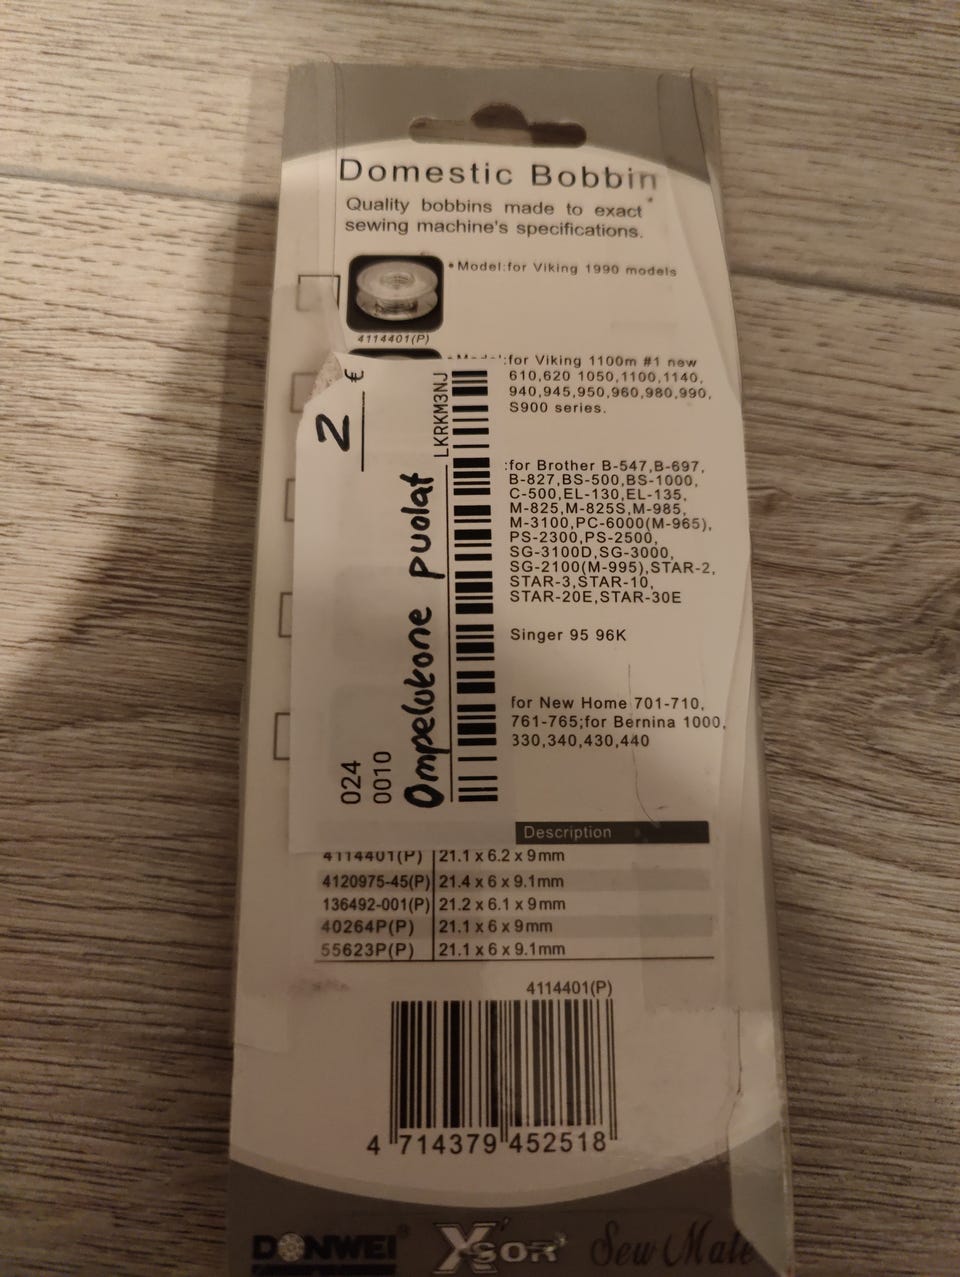 Domestic Bobbin
Quality bobbins made to exact
sewing machine's specifications.
•Model:for Viking 1990 models
4114401(P)
•Model:for Viking 1100m #1 new
610,620 1050,1100,1140,
940,945,950,960,980,990,
S900 series.
:for Brother B-547,B-697,
B-827,BS-500,BS-1000,
C-500,EL-130,EL-135,
M-825,M-825S,M-985,
M-3100,PC-6000(M-965),
PS-2300,PS-2500,
SG-3100D,SG-3000,
SG-2100(M-995),STAR-2,
STAR-3,STAR-10,
STAR-20E,STAR-30E
Singer 95 96K
for New Home 701-710,
761-765;for Bernina 1000,
330,340,430,440
2 €
LKRKM3NJ
Ompelukone puolat
024
0010
Description
4114401(P) 21.1 x 6.2 x 9mm
4120975-45(P) 21.4 x 6 x 9.1mm
136492-001(P) 21.2 x 6.1 x 9mm
40264P(P) 21.1 x 6 x 9mm
55623P(P) 21.1 x 6 x 9.1mm
4114401(P)
4 714379 452518
DONWEI® X'SOR® Sew Mate